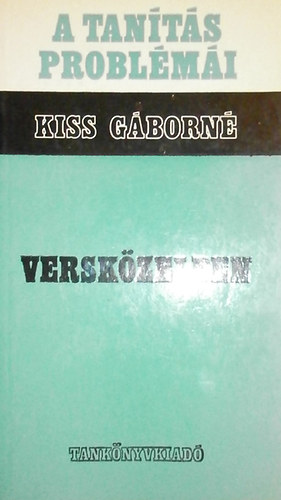 A TANÍTÁS
PROBLÉMÁI
KISS GÁBORNÉ
VERSKÖZELBEN
TANKÖNYVKIADÓ